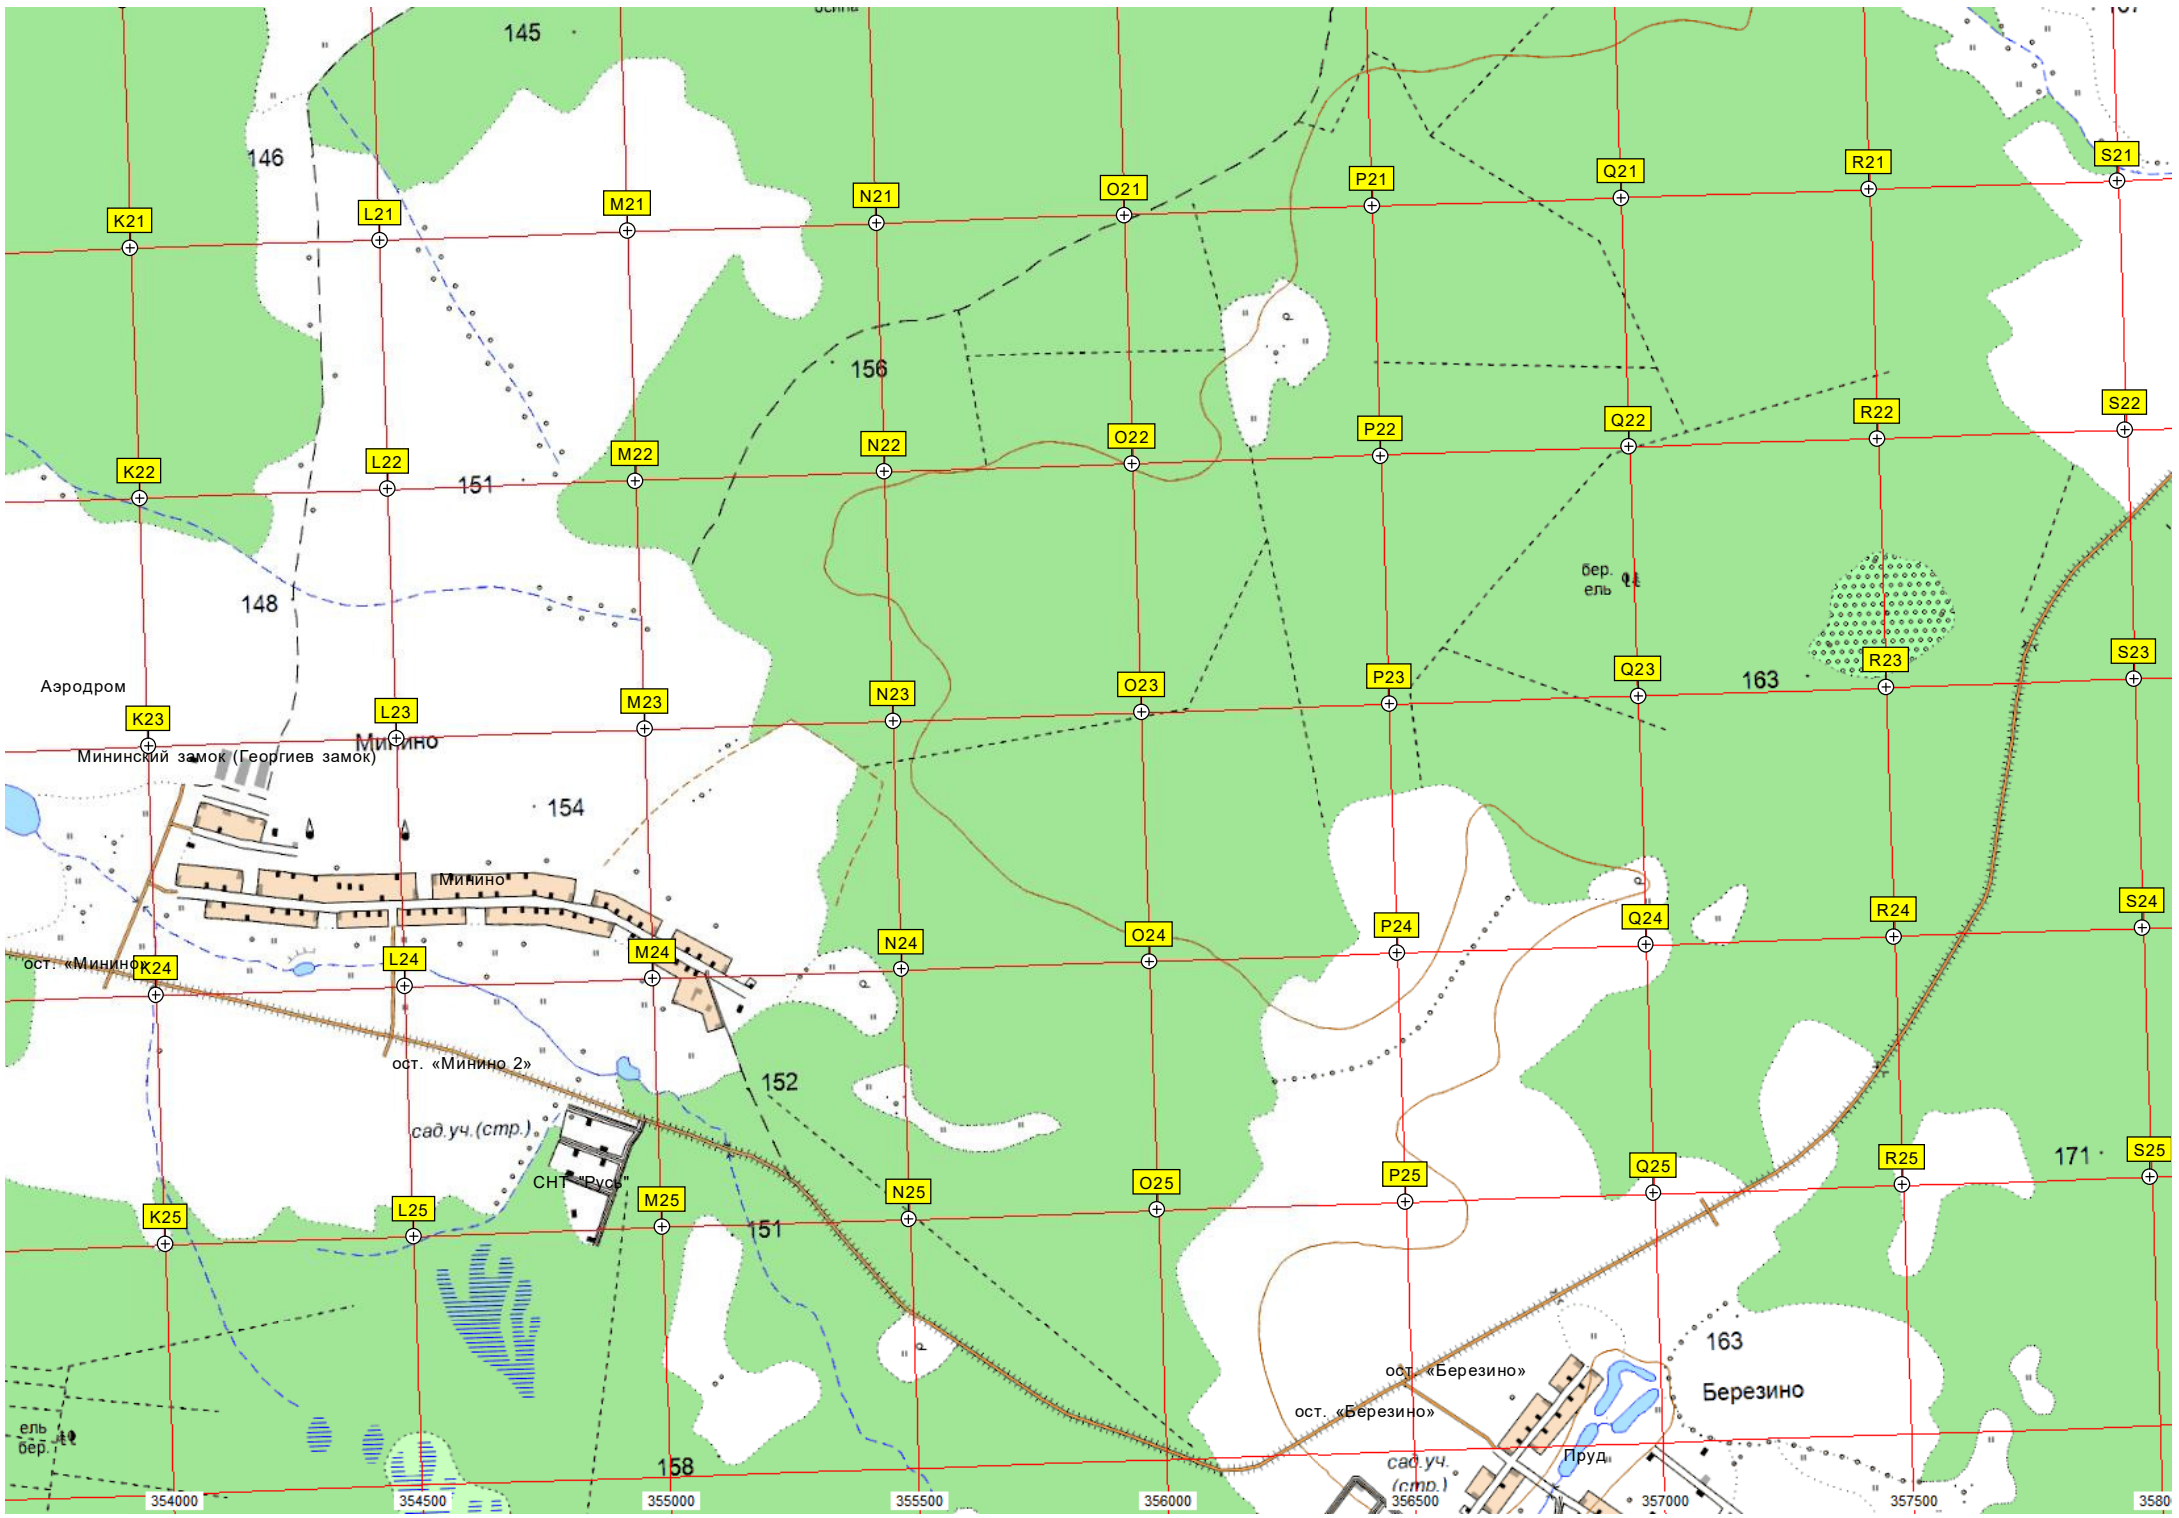 145
146
K21
L21
M21
N21
O21
P21
Q21
R21
S21
156
K22
L22
151
M22
N22
O22
P22
Q22
R22
S22
148
бер.
ель
Аэродром
K23
L23
M23
N23
O23
P23
Q23
163
R23
S23
Минино
Мининский замок (Георгиев замок)
154
Минино
ост. «Минино»
K24
L24
M24
N24
O24
P24
Q24
R24
S24
ост. «Минино 2»
152
сад.уч.(стр.)
СНТ "Русь"
171
K25
L25
M25
151
N25
O25
P25
Q25
R25
S25
163
ост. «Березино»
Березино
ост. «Березино»
ель
бер.
158
Пруд
сад.уч.
(стр.)
354000
354500
355000
355500
356000
356500
357000
357500